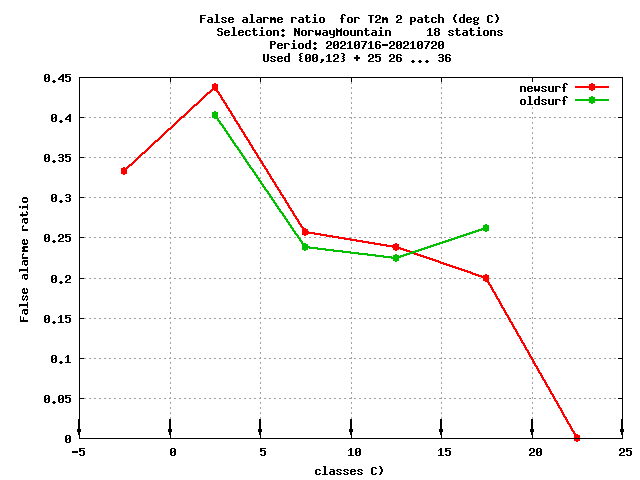 False alarme ratio  for T2m 2 patch (deg C)
Selection: NorwayMountain     18 stations
Period: 20210716-20210720
Used {00,12} + 25 26 ... 36
newsurf
oldsurf
False alarme ratio
0.45
0.4
0.35
0.3
0.25
0.2
0.15
0.1
0.05
0
-5 0 5 10 15 20 25
classes C)